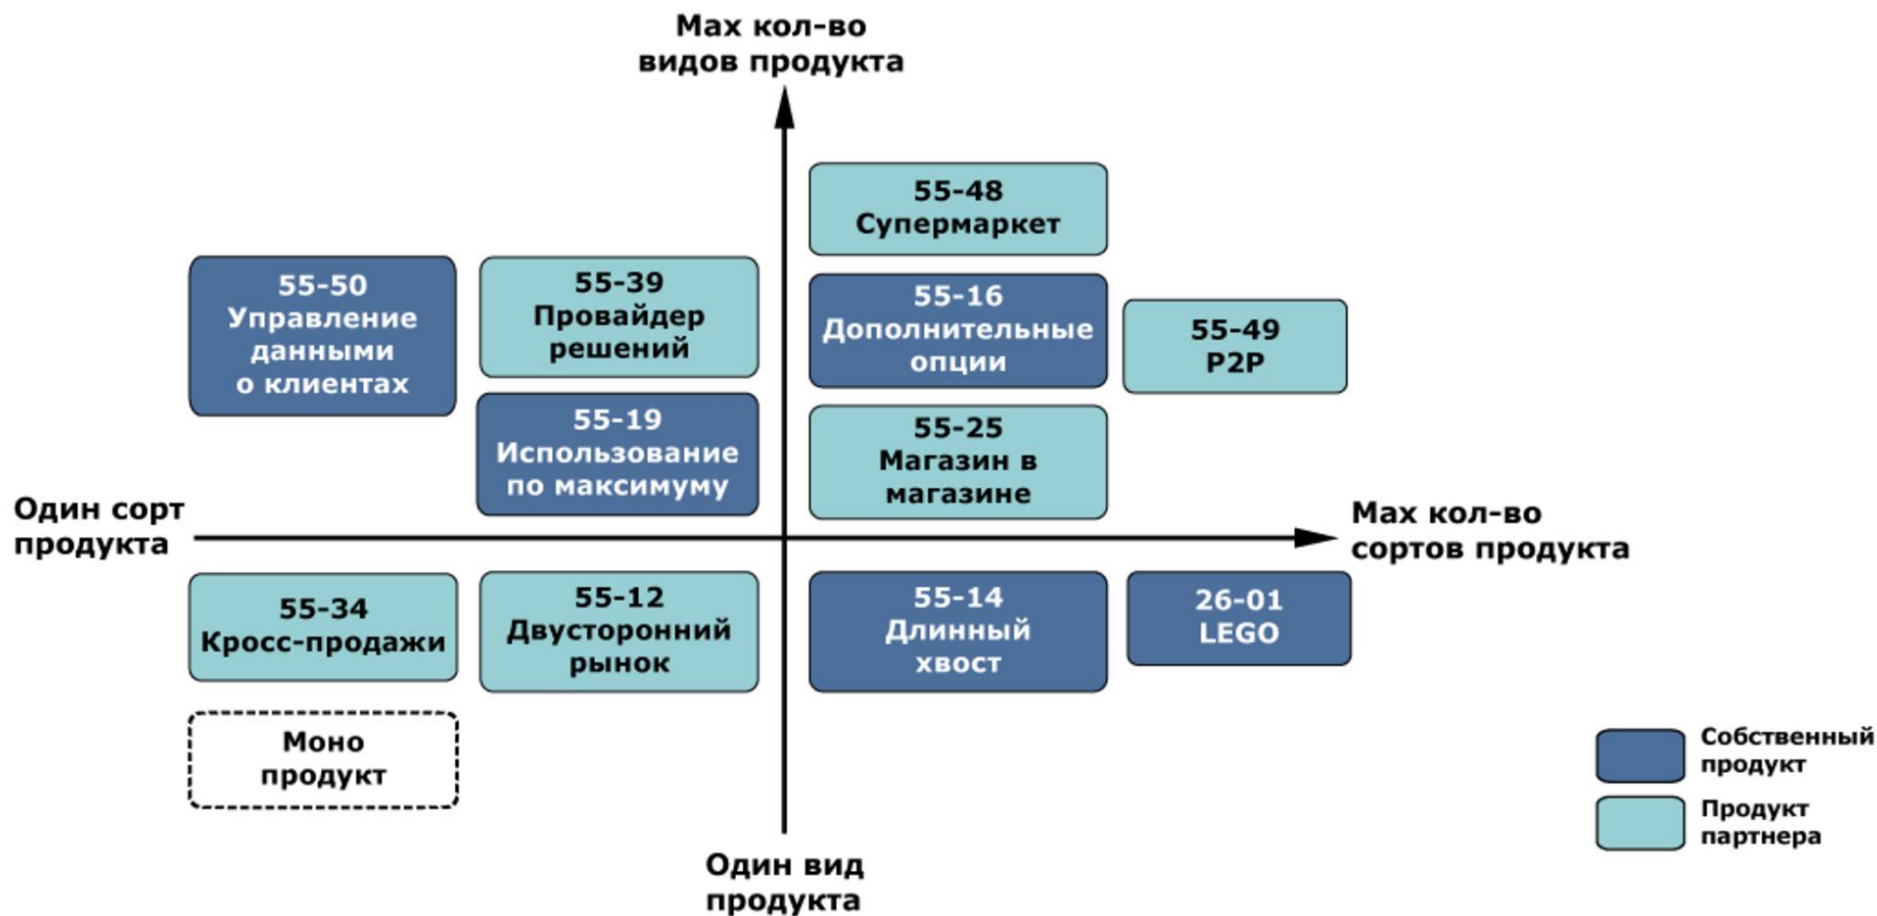 Мах кол-во
видов продукта
55-48
Супермаркет
55-50
Управление
данными
о клиентах
55-39
Провайдер
решений
55-16
Дополнительные
опции
55-49
Р2Р
55-19
Использование
по максимуму
55-25
Магазин в
магазине
Один сорт
продукта
Мах кол-во
сортов продукта
55-34
Кросс-продажи
55-12
Двусторонний
рынок
55-14
Длинный
хвост
26-01
LEGO
Моно
продукт
Собственный
продукт
Продукт
партнера
Один вид
продукта